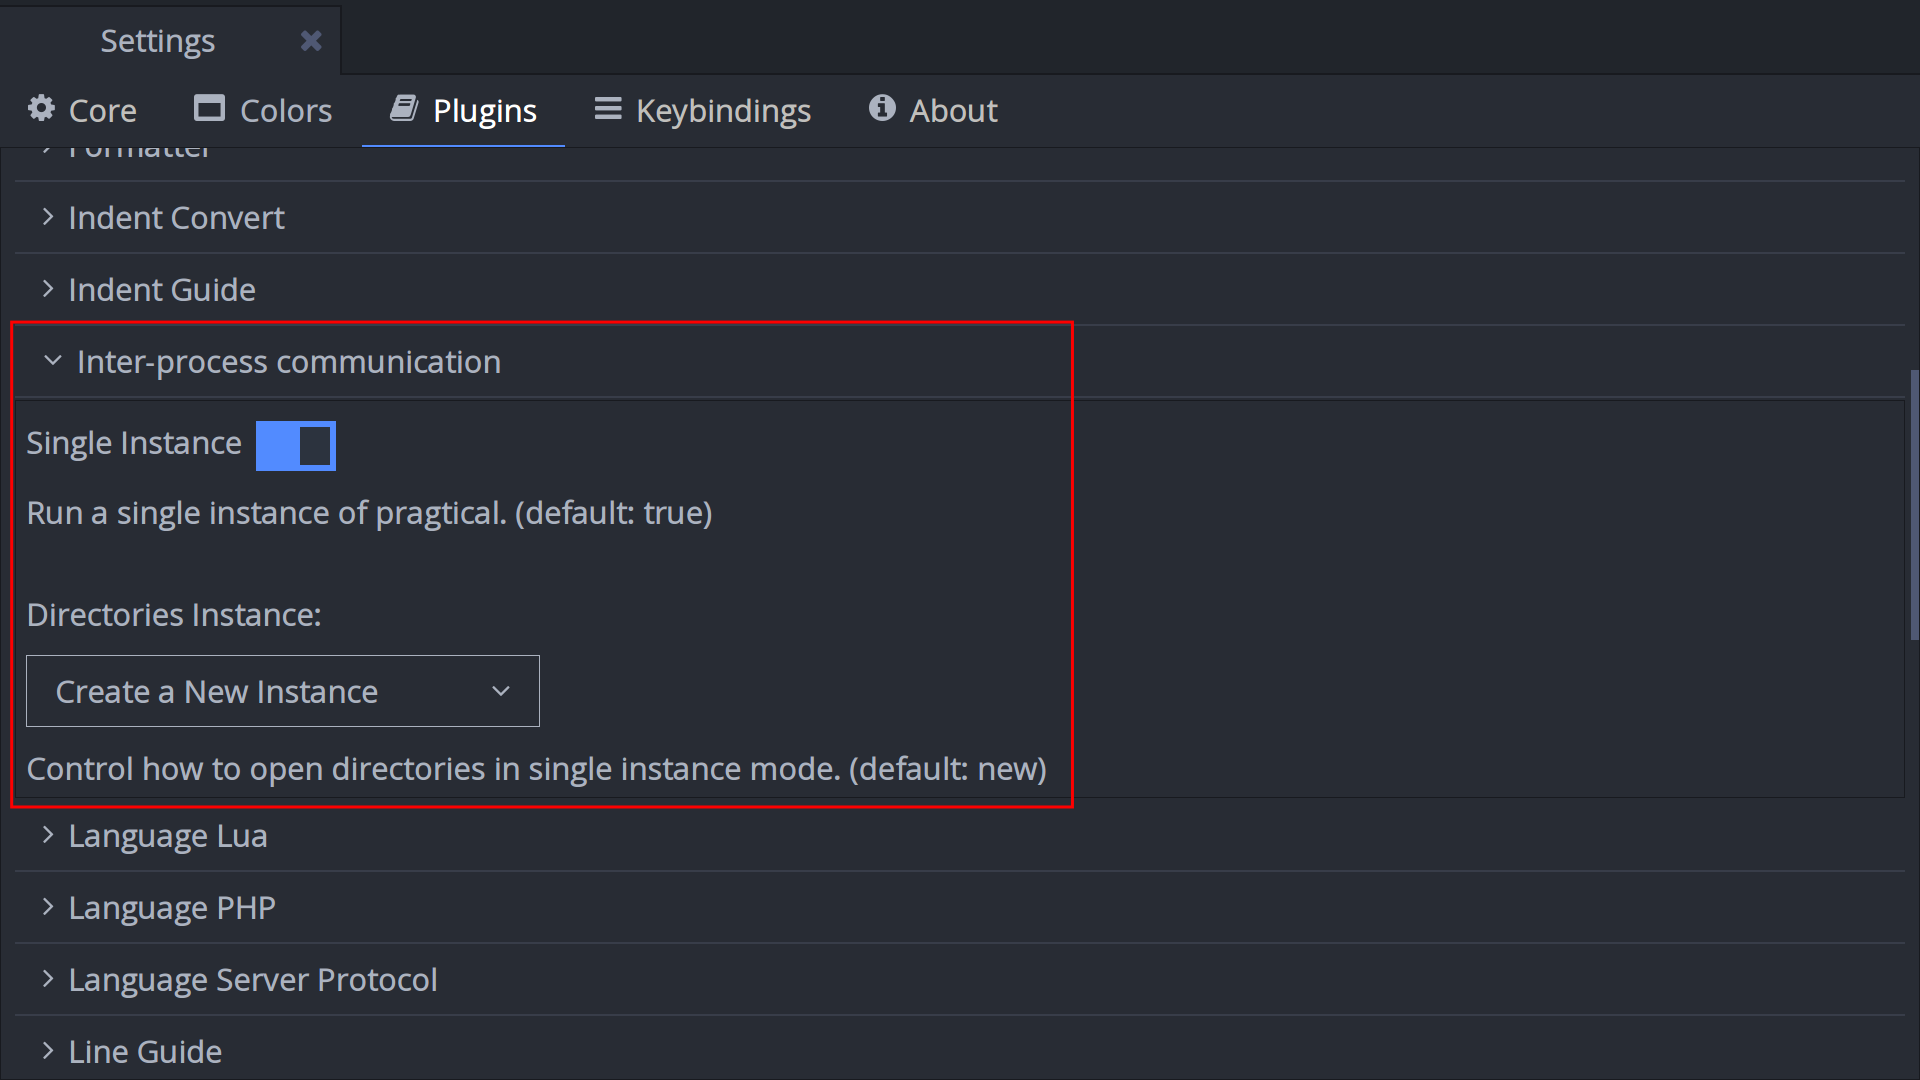 Settings
Core Colors Plugins Keybindings About
Formatter
Indent Convert
Indent Guide
Inter-process communication
Single Instance
Run a single instance of pragtical. (default: true)
Directories Instance:
Create a New Instance
Control how to open directories in single instance mode. (default: new)
Language Lua
Language PHP
Language Server Protocol
Line Guide